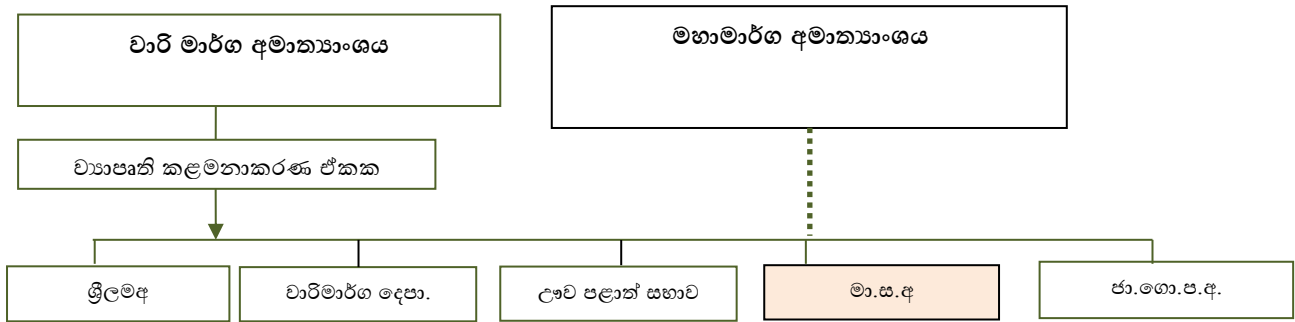 වාරි මාර්ග අමාත්‍යාංශය
මහාමාර්ග අමාත්‍යාංශය
ව්‍යාපෘති කළමනාකරණ ඒකක
ශ්‍රීලමඅ
වාරිමාර්ග දෙපා.
ඌව පළාත් සභාව
මා.ස.අ
ජා.ගො.ප.අ.